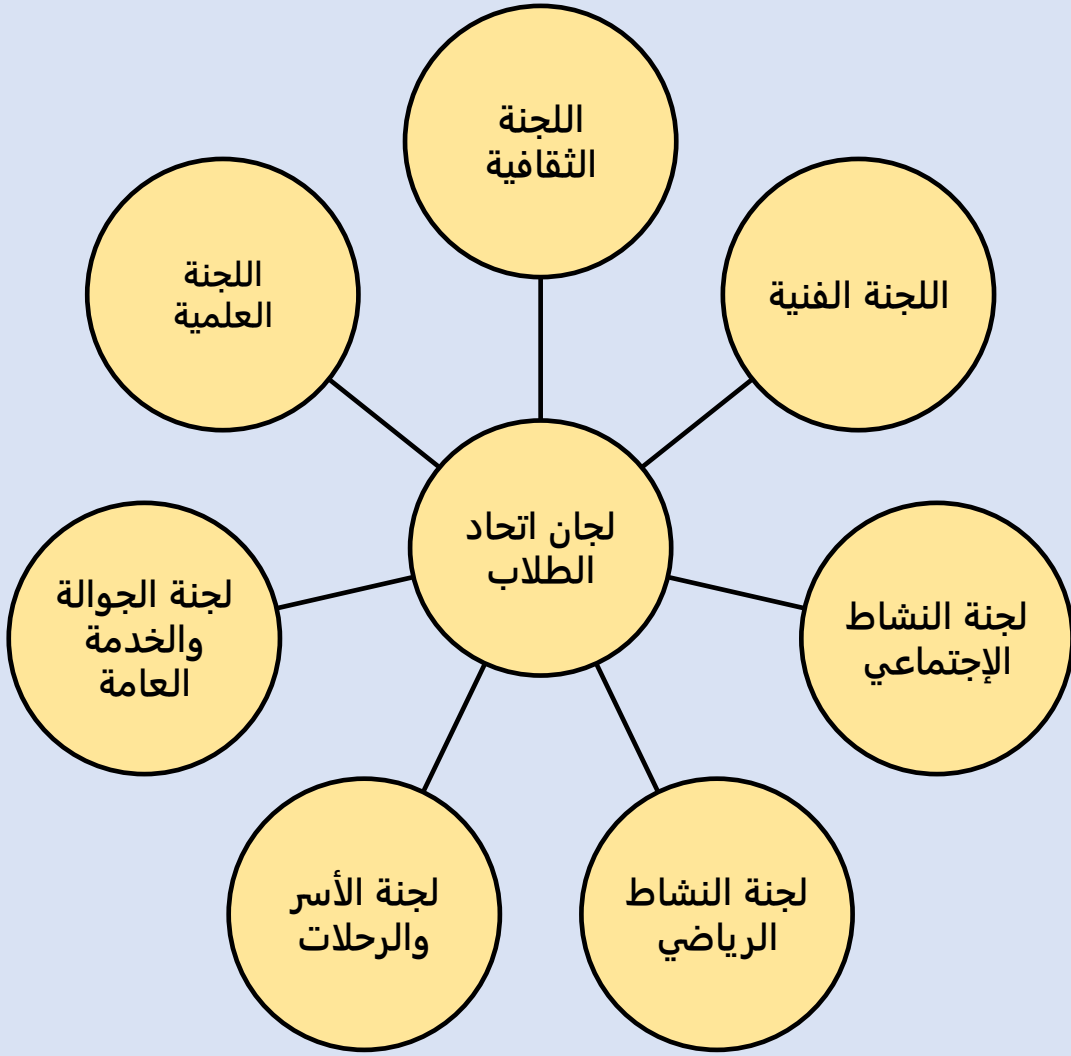 اللجنة
الثقافية
اللجنة الفنية
لجنة النشاط
الإجتماعي
لجنة النشاط
الرياضي
لجنة الأسر
والرحلات
لجنة الجوالة
والخدمة
العامة
اللجنة
العلمية
لجان اتحاد
الطلاب